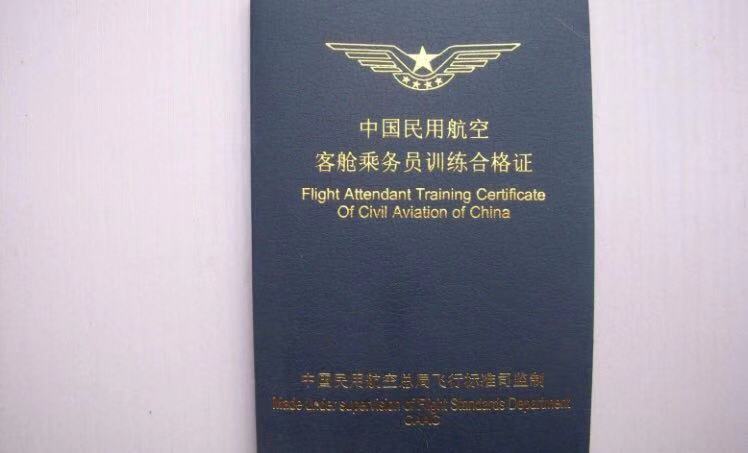 中国民用航空
客舱乘务员训练合格证
Flight Attendant Training Certificate
Of Civil Aviation of China
中国民用航空总局飞行标准司监制
Made under supervision of Flight Standards Department
CAAC